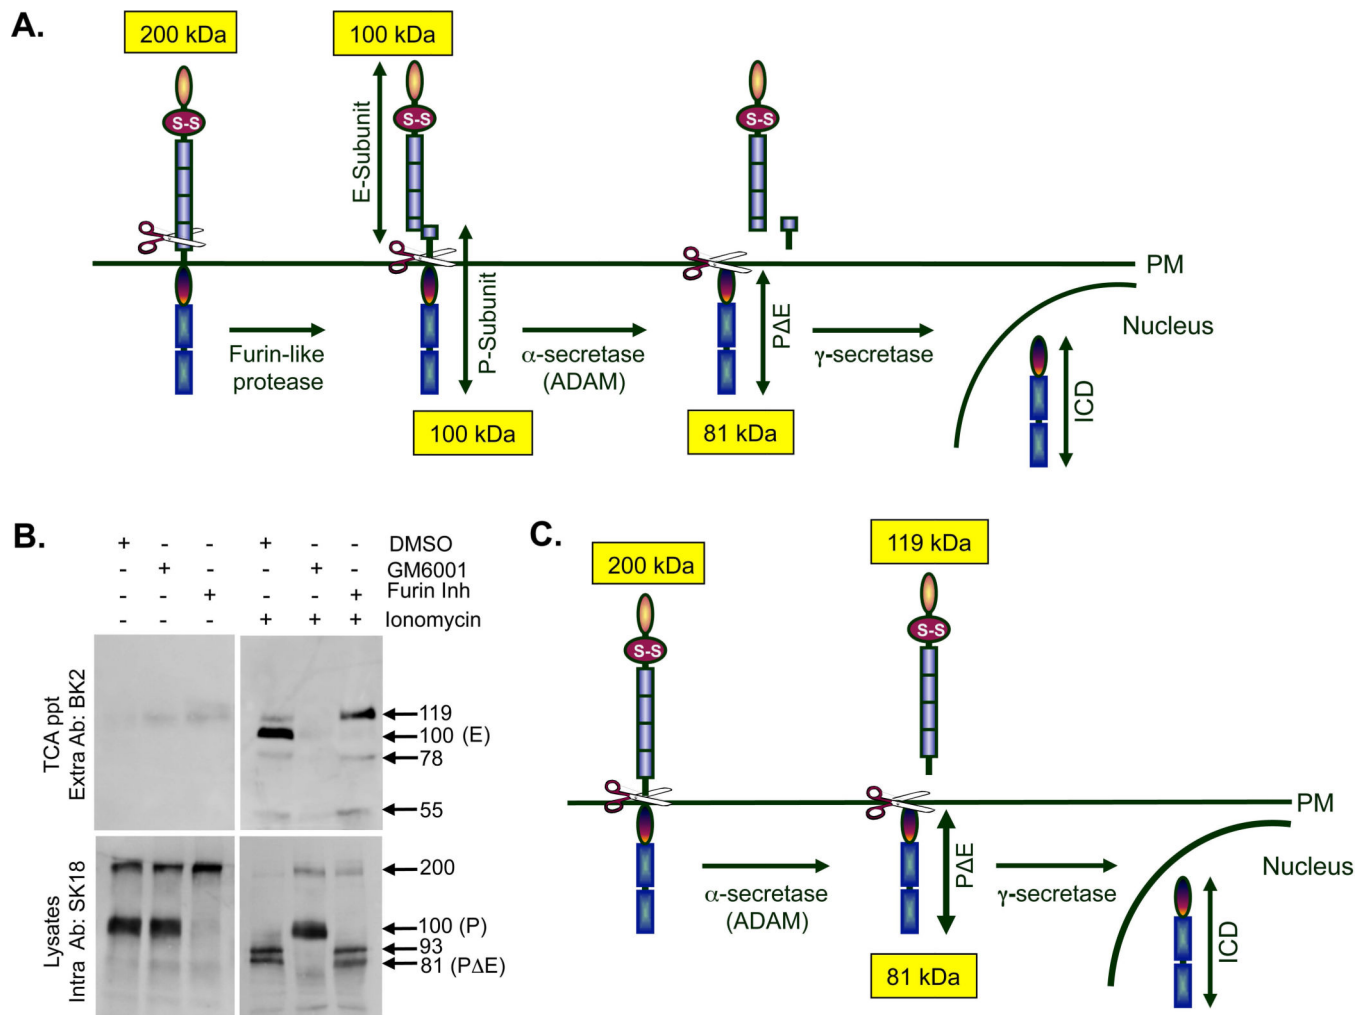 A.
200 kDa
100 kDa
S-S
S-S
S-S
E-Subunit
P-Subunit
PΔE
PM
Nucleus
Furin-like
protease
α-secretase
(ADAM)
γ-secretase
ICD
100 kDa
81 kDa
B.
+ - - + - - DMSO
- + - - + - GM6001
- - + - - + Furin Inh
- - - + + + Ionomycin
TCA ppt
Extra Ab: BK2
119
100 (E)
78
55
Lysates
Intra Ab: SK18
200
100 (P)
93
81 (PΔE)
C.
200 kDa
119 kDa
S-S
S-S
PM
Nucleus
α-secretase
(ADAM)
PΔE
γ-secretase
ICD
81 kDa